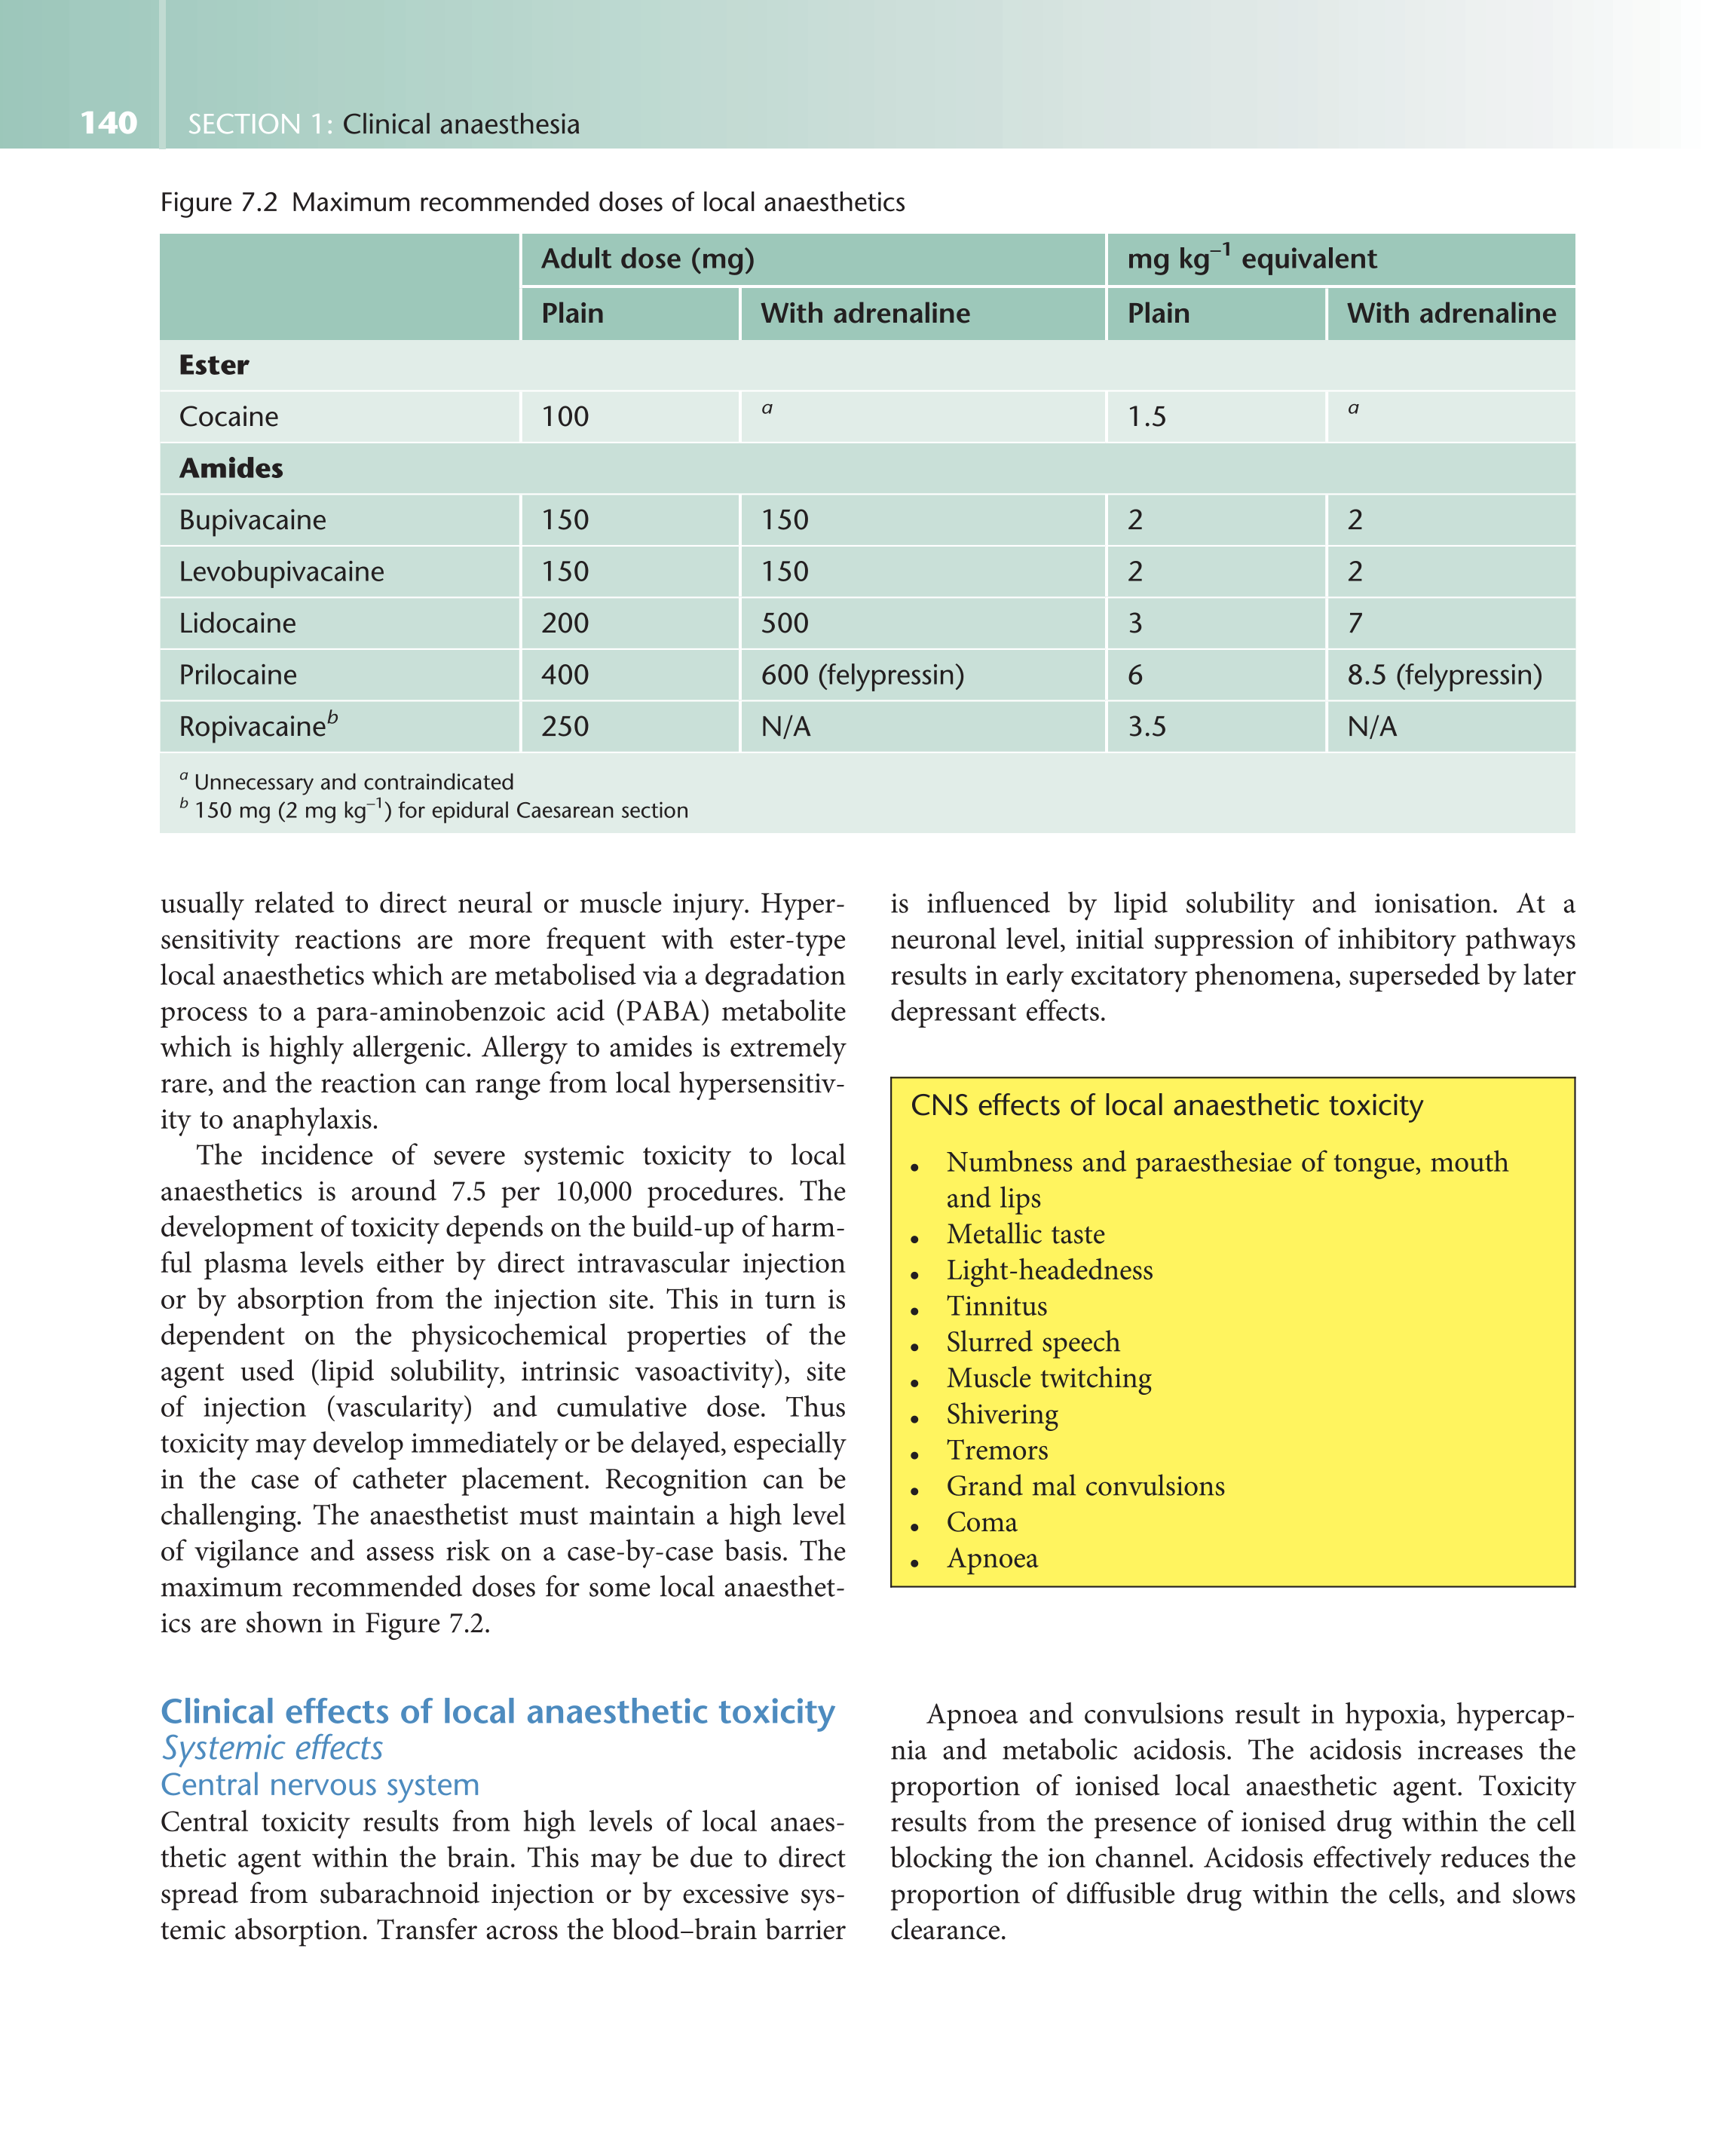 140 SECTION 1: Clinical anaesthesia
Figure 7.2 Maximum recommended doses of local anaesthetics
Adult dose (mg) mg kg⁻¹ equivalent
Plain With adrenaline Plain With adrenaline
Ester
Cocaine 100 a 1.5 a
Amides
Bupivacaine 150 150 2 2
Levobupivacaine 150 150 2 2
Lidocaine 200 500 3 7
Prilocaine 400 600 (felypressin) 6 8.5 (felypressin)
Ropivacaineᵇ 250 N/A 3.5 N/A
a Unnecessary and contraindicated
b 150 mg (2 mg kg⁻¹) for epidural Caesarean section
usually related to direct neural or muscle injury. Hyper-
sensitivity reactions are more frequent with ester-type
local anaesthetics which are metabolised via a degradation
process to a para-aminobenzoic acid (PABA) metabolite
which is highly allergenic. Allergy to amides is extremely
rare, and the reaction can range from local hypersensitiv-
ity to anaphylaxis.
The incidence of severe systemic toxicity to local
anaesthetics is around 7.5 per 10,000 procedures. The
development of toxicity depends on the build-up of harm-
ful plasma levels either by direct intravascular injection
or by absorption from the injection site. This in turn is
dependent on the physicochemical properties of the
agent used (lipid solubility, intrinsic vasoactivity), site
of injection (vascularity) and cumulative dose. Thus
toxicity may develop immediately or be delayed, especially
in the case of catheter placement. Recognition can be
challenging. The anaesthetist must maintain a high level
of vigilance and assess risk on a case-by-case basis. The
maximum recommended doses for some local anaesthet-
ics are shown in Figure 7.2.
Clinical effects of local anaesthetic toxicity
Systemic effects
Central nervous system
Central toxicity results from high levels of local anaes-
thetic agent within the brain. This may be due to direct
spread from subarachnoid injection or by excessive sys-
temic absorption. Transfer across the blood–brain barrier
is influenced by lipid solubility and ionisation. At a
neuronal level, initial suppression of inhibitory pathways
results in early excitatory phenomena, superseded by later
depressant effects.
CNS effects of local anaesthetic toxicity
• Numbness and paraesthesiae of tongue, mouth
and lips
• Metallic taste
• Light-headedness
• Tinnitus
• Slurred speech
• Muscle twitching
• Shivering
• Tremors
• Grand mal convulsions
• Coma
• Apnoea
Apnoea and convulsions result in hypoxia, hypercap-
nia and metabolic acidosis. The acidosis increases the
proportion of ionised local anaesthetic agent. Toxicity
results from the presence of ionised drug within the cell
blocking the ion channel. Acidosis effectively reduces the
proportion of diffusible drug within the cells, and slows
clearance.